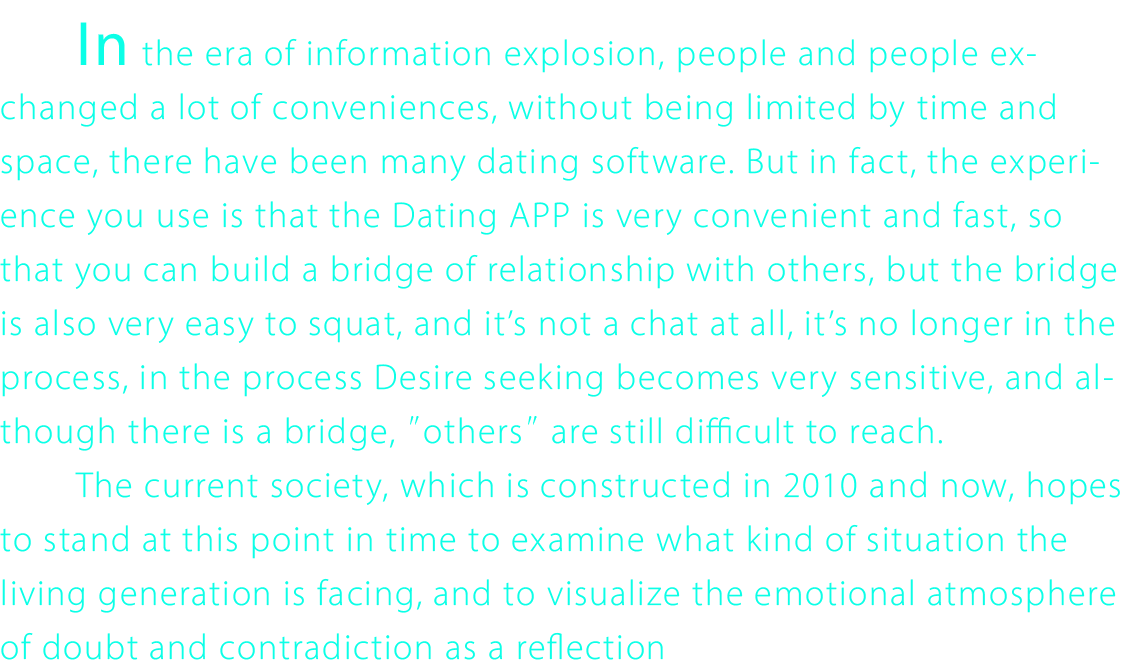 In the era of information explosion, people and people ex-
changed a lot of conveniences, without being limited by time and
space, there have been many dating software. But in fact, the experi-
ence you use is that the Dating APP is very convenient and fast, so
that you can build a bridge of relationship with others, but the bridge
is also very easy to squat, and it’s not a chat at all, it’s no longer in the
process, in the process Desire seeking becomes very sensitive, and al-
though there is a bridge, "others" are still difficult to reach.
The current society, which is constructed in 2010 and now, hopes
to stand at this point in time to examine what kind of situation the
living generation is facing, and to visualize the emotional atmosphere
of doubt and contradiction as a reflection